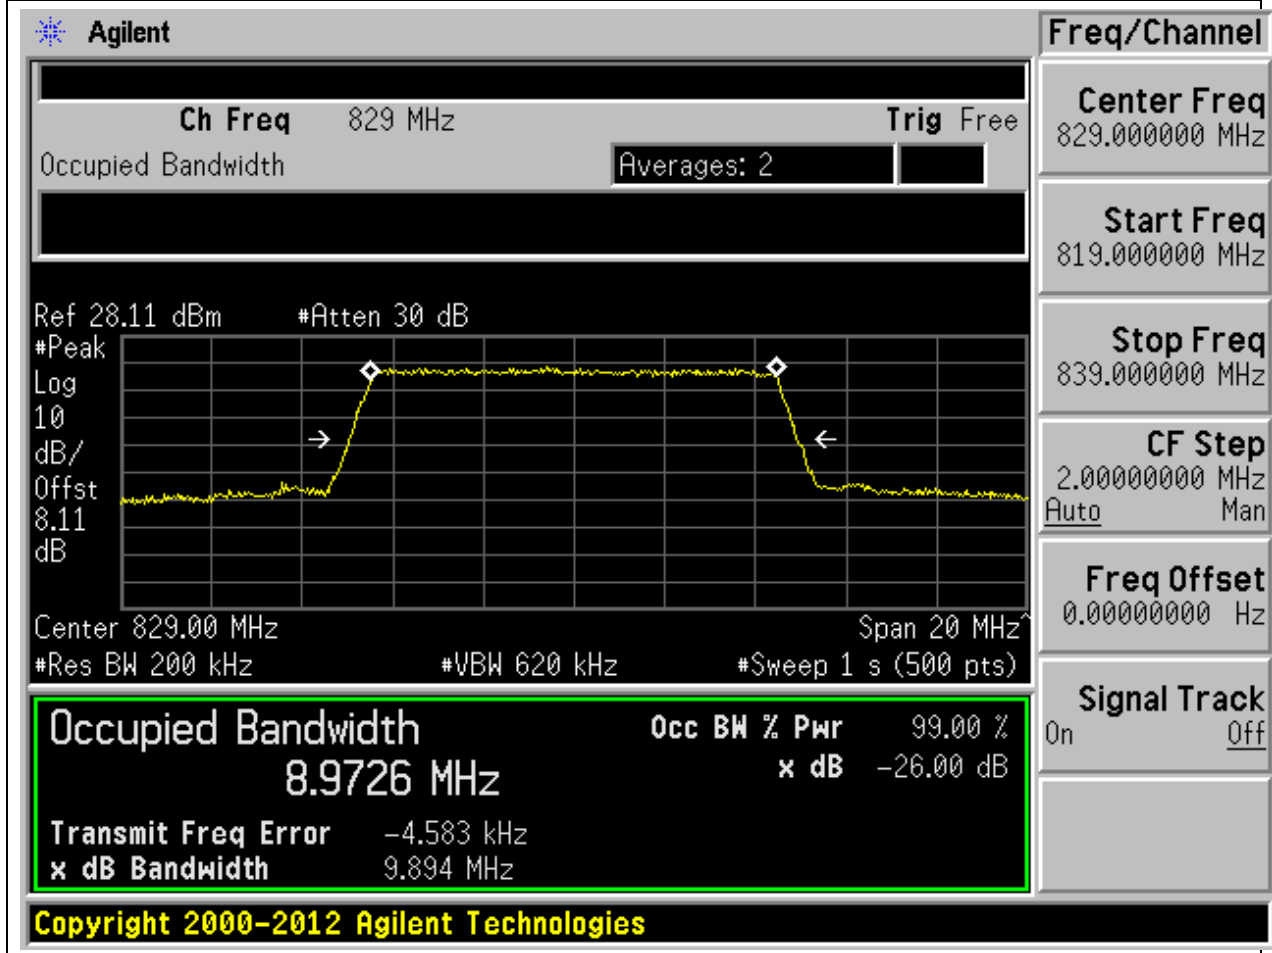 Agilent
Freq/Channel
Ch Freq 829 MHz Trig Free
Occupied Bandwidth Averages: 2
Ref 28.11 dBm #Atten 30 dB
#Peak
Log
10
dB/
Offst
8.11
dB
Center 829.00 MHz Span 20 MHz^
#Res BW 200 kHz #VBW 620 kHz #Sweep 1 s (500 pts)
Occupied Bandwidth Occ BW % Pwr 99.00 %
8.9726 MHz x dB -26.00 dB
Transmit Freq Error -4.583 kHz
x dB Bandwidth 9.894 MHz
Copyright 2000-2012 Agilent Technologies
Center Freq
829.000000 MHz
Start Freq
819.000000 MHz
Stop Freq
839.000000 MHz
CF Step
2.00000000 MHz
Auto Man
Freq Offset
0.00000000 Hz
Signal Track
On Off